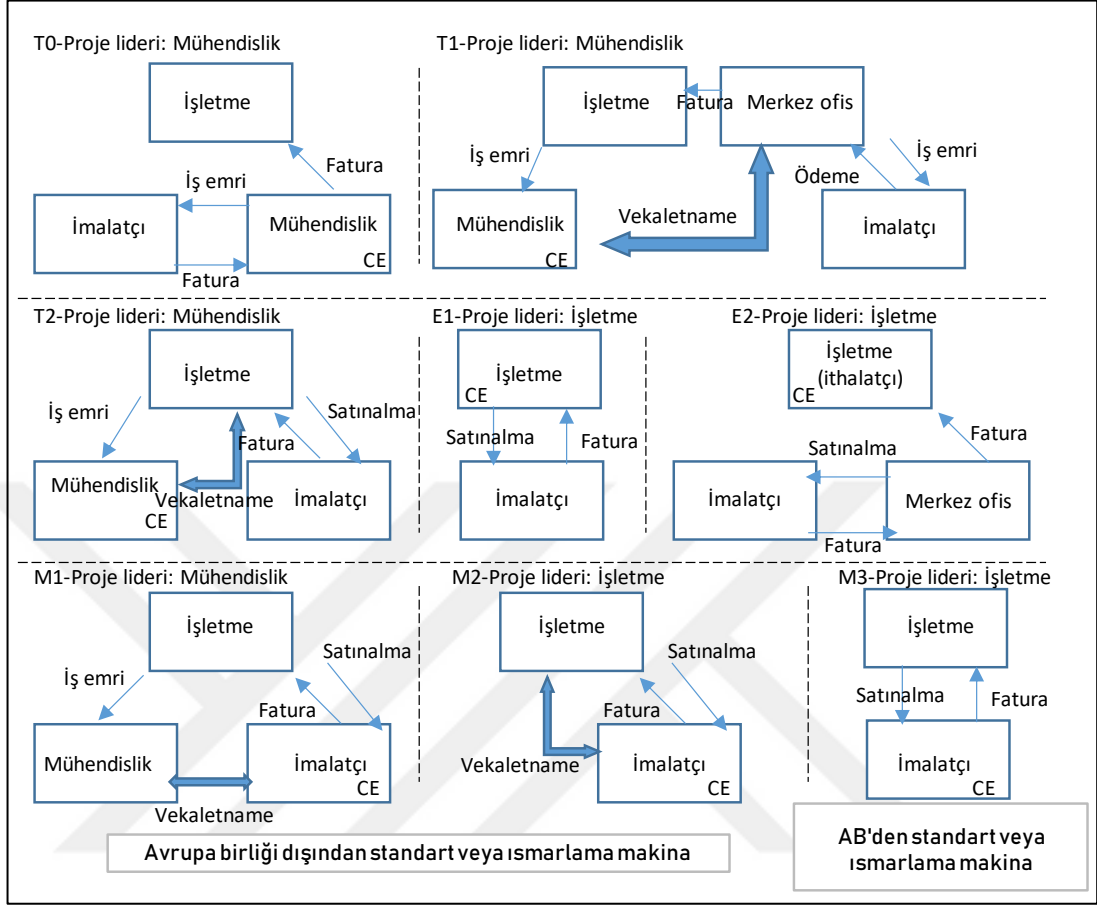 T0-Proje lideri: Mühendislik
İşletme
Fatura
İş emri
İmalatçı
Mühendislik
CE
Fatura
T1-Proje lideri: Mühendislik
İşletme
Fatura
Merkez ofis
İş emri
İş emri
Ödeme
Vekaletname
Mühendislik
CE
İmalatçı
T2-Proje lideri: Mühendislik
İşletme
İş emri
Satınalma
Fatura
Mühendislik
Vekaletname
CE
İmalatçı
E1-Proje lideri: İşletme
İşletme
CE
Satınalma
Fatura
İmalatçı
E2-Proje lideri: İşletme
İşletme
(ithalatçı)
CE
Fatura
Satınalma
İmalatçı
Merkez ofis
Fatura
M1-Proje lideri: Mühendislik
İşletme
Satınalma
İş emri
Fatura
Mühendislik
İmalatçı
CE
Vekaletname
M2-Proje lideri: İşletme
İşletme
Satınalma
Fatura
Vekaletname
İmalatçı
CE
M3-Proje lideri: İşletme
İşletme
Satınalma
Fatura
İmalatçı
CE
Avrupa birliği dışından standart veya ısmarlama makina
AB'den standart veya
ısmarlama makina